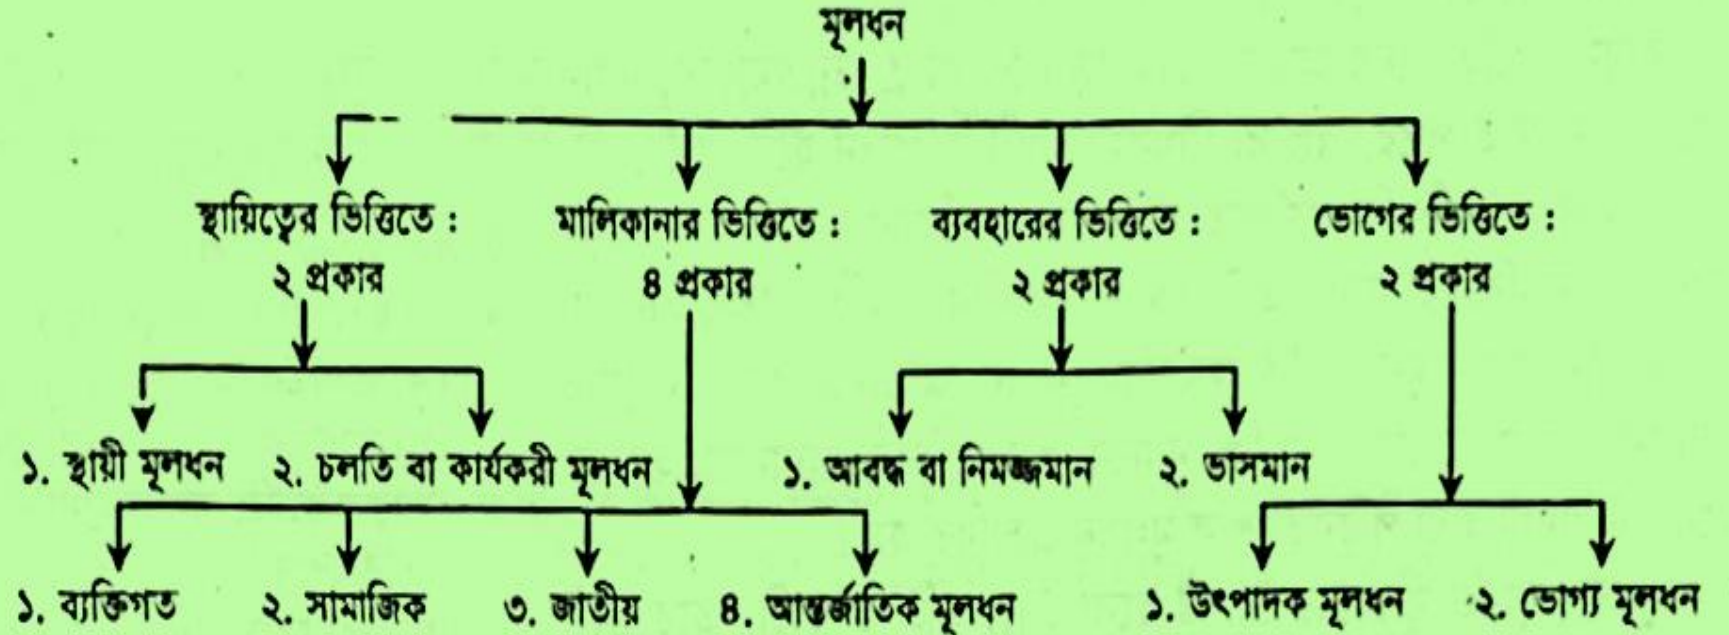 মূলধন
স্থায়িত্বের ভিত্তিতে : মালিকানার ভিত্তিতে : ব্যবহারের ভিত্তিতে : ভোগের ভিত্তিতে :
২ প্রকার ৪ প্রকার ২ প্রকার ২ প্রকার
১. স্থায়ী মূলধন ২. চলতি বা কার্যকরী মূলধন ১. আবদ্ধ বা নিমজ্জমান ২. ভাসমান
১. ব্যক্তিগত ২. সামাজিক ৩. জাতীয় ৪. আন্তর্জাতিক মূলধন ১. উৎপাদক মূলধন ২. ভোগ্য মূলধন